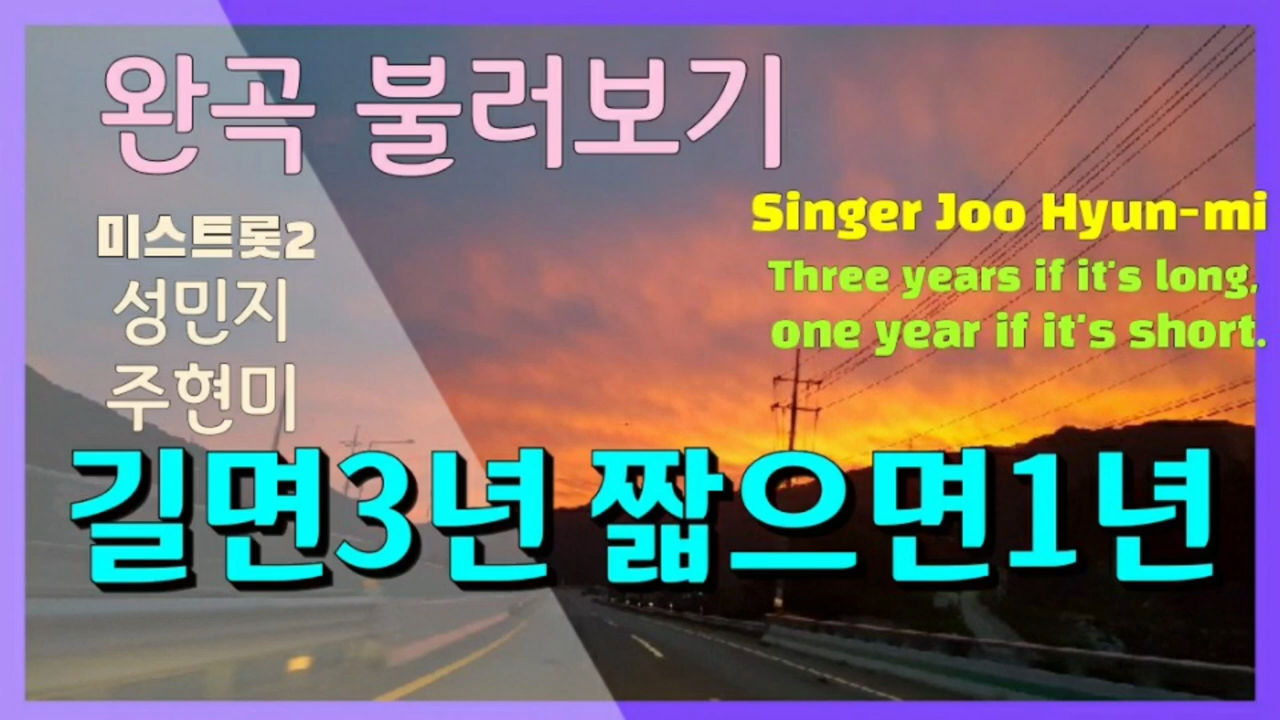 완곡 불러보기
미스트롯2
성민지
주현미
Singer Joo Hyun-mi
Three years if it's long,
one year if it's short.
길면3년 짧으면1년